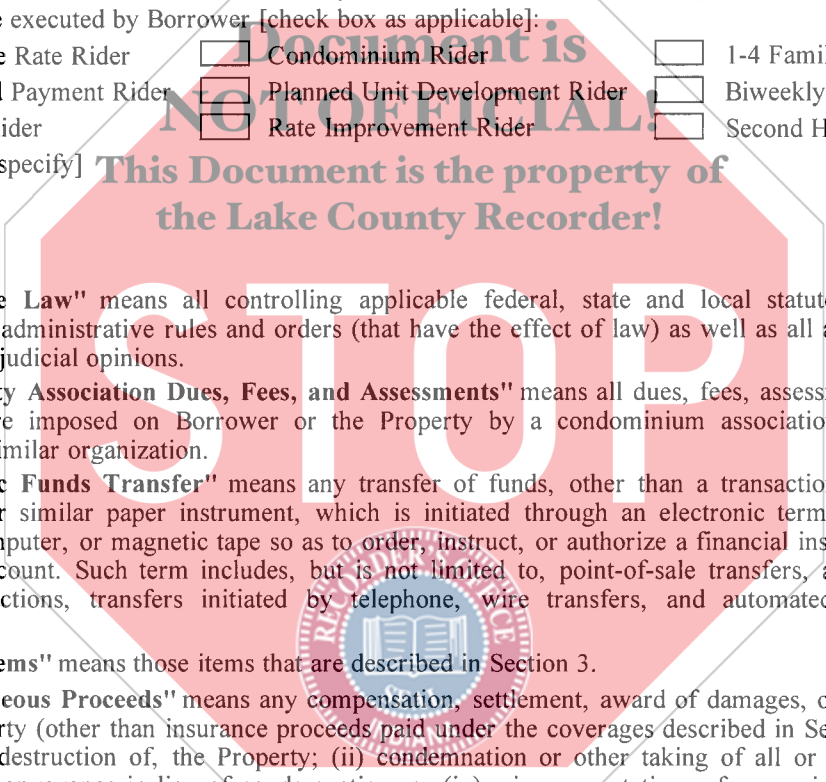 e executed by Borrower [check box as applicable]:
e Rate Rider Condominium Rider 1-4 Famil
l Payment Rider Planned Unit Development Rider Biweekly
ider Rate Improvement Rider Second H
specify]
Document is
NOT OFFICIAL!
This Document is the property of
the Lake County Recorder!
e Law" means all controlling applicable federal, state and local statute
administrative rules and orders (that have the effect of law) as well as all a
judicial opinions.
ty Association Dues, Fees, and Assessments" means all dues, fees, assess
re imposed on Borrower or the Property by a condominium associatio
imilar organization.
c Funds Transfer" means any transfer of funds, other than a transactio
r similar paper instrument, which is initiated through an electronic term
nputer, or magnetic tape so as to order, instruct, or authorize a financial ins
count. Such term includes, but is not limited to, point-of-sale transfers, a
ctions, transfers initiated by telephone, wire transfers, and automated
ems" means those items that are described in Section 3.
eous Proceeds" means any compensation, settlement, award of damages, o
rty (other than insurance proceeds paid under the coverages described in Se
destruction of, the Property; (ii) condemnation or other taking of all or
STOP
RECORDER'S OFFICE
SEAL
INDIANA